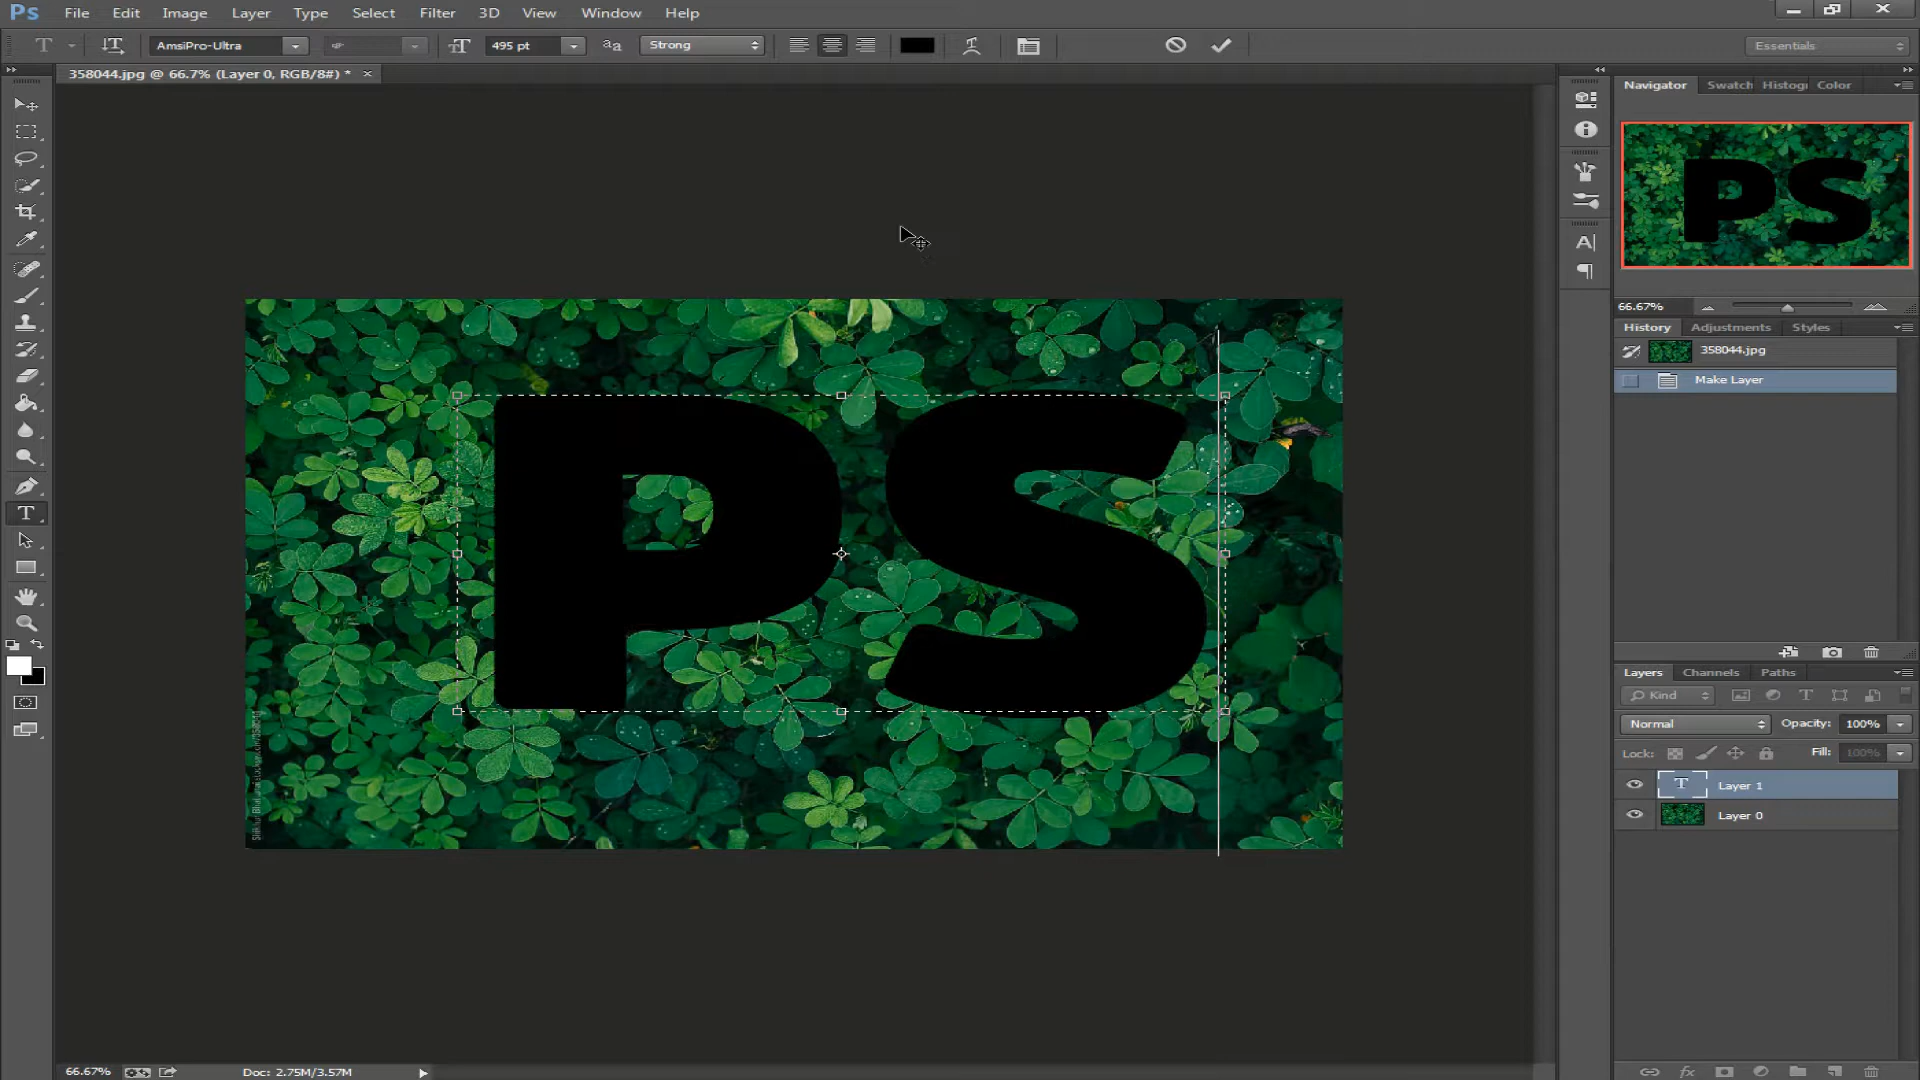 Ps File Edit Image Layer Type Select Filter 3D View Window Help
T AmsiPro-Ultra 495 pt Strong Essentials
358044.jpg @ 66.7% (Layer 0, RGB/8#) * ×
Navigator Swatch Histogr Color
PS
PS
66.67%
History Adjustments Styles
358044.jpg
Make Layer
Layers Channels Paths
Kind
Normal Opacity: 100%
Lock: Fill: 100%
Layer 1
Layer 0
66.67% Doc: 2.75M/3.57M